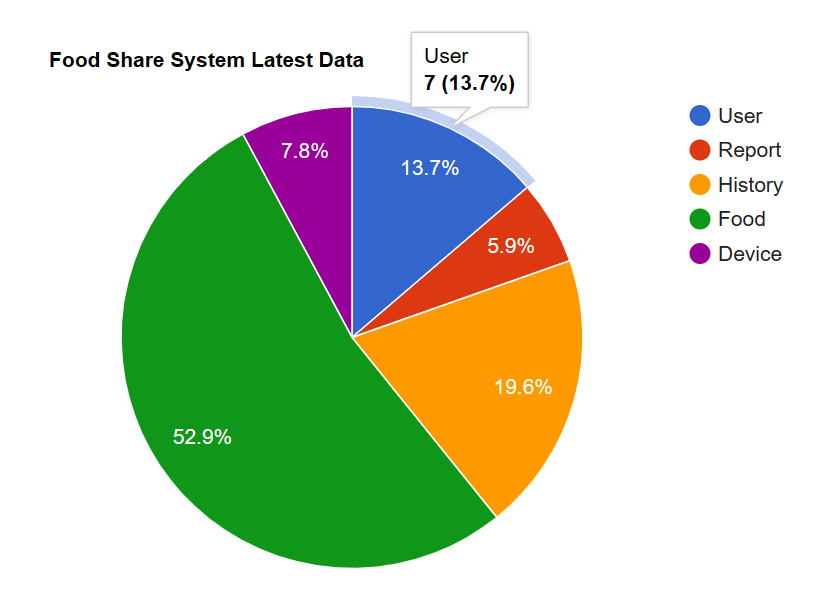 Food Share System Latest Data
User
7 (13.7%)
User
Report
History
Food
Device
7.8%
13.7%
5.9%
19.6%
52.9%